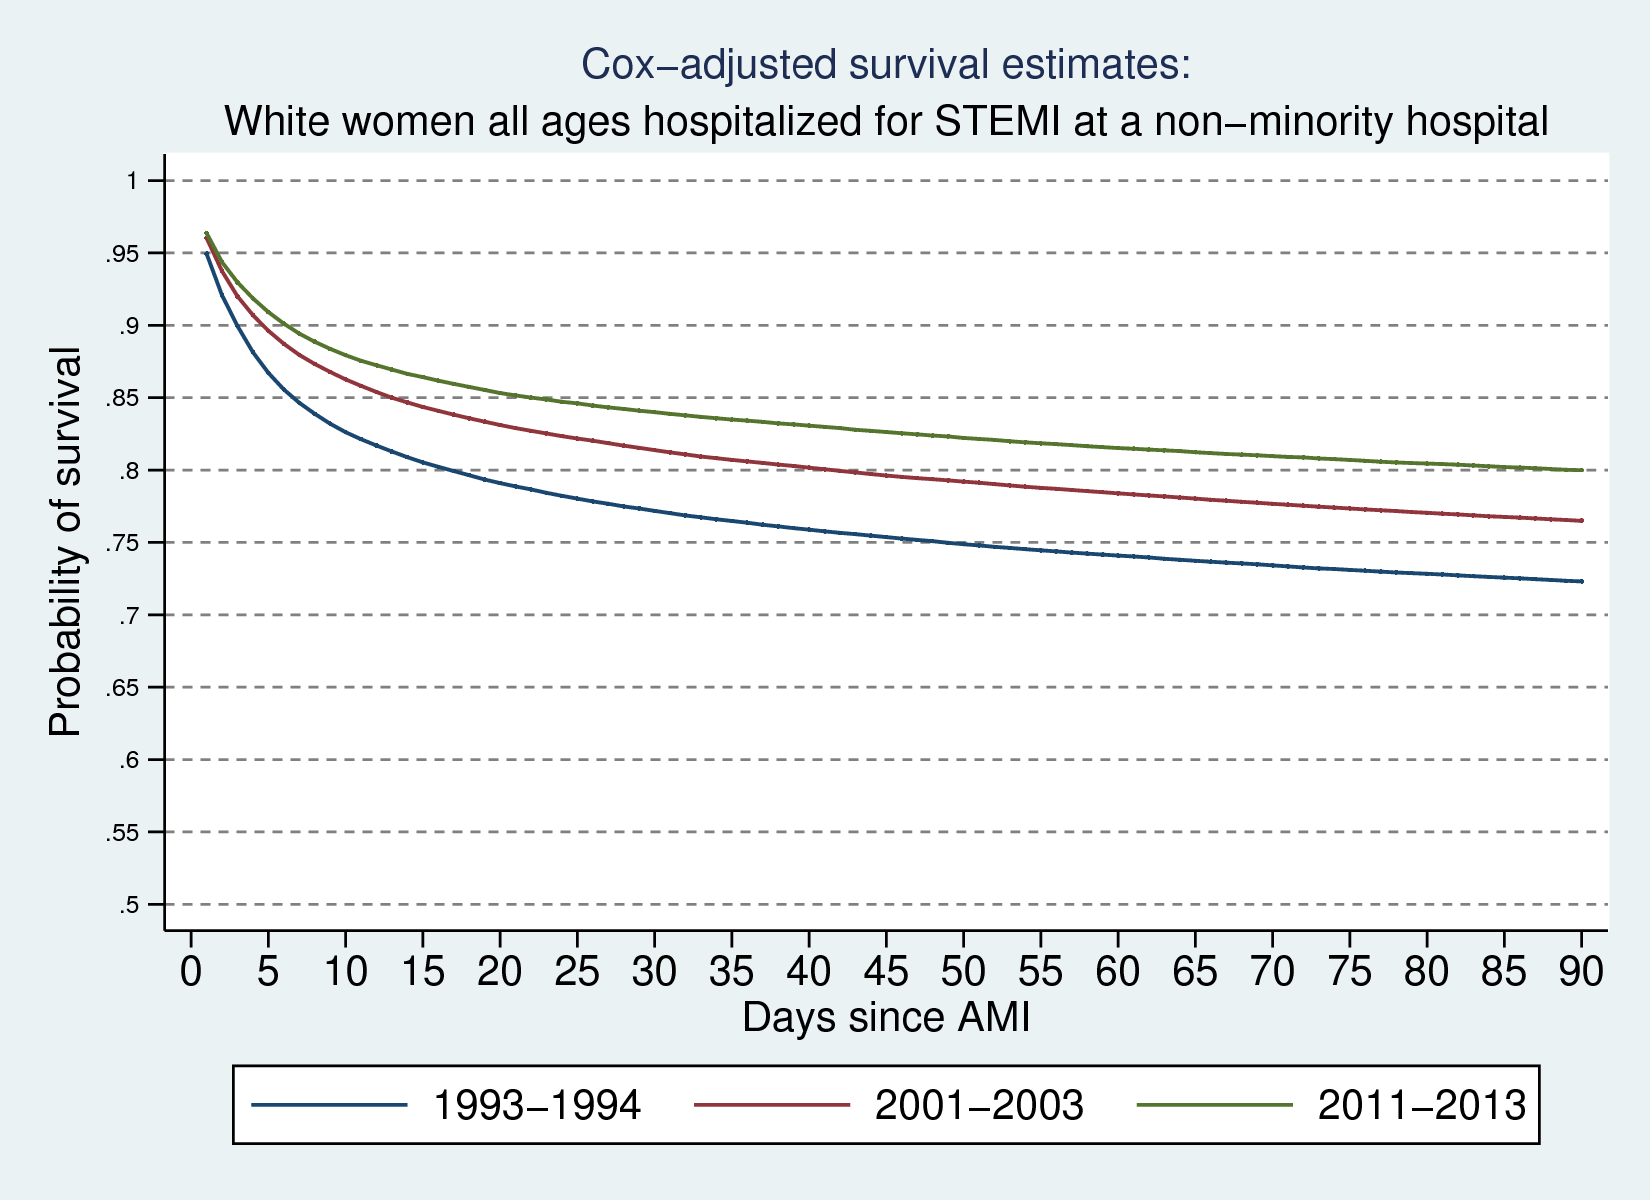 Cox−adjusted survival estimates:
White women all ages hospitalized for STEMI at a non−minority hospital
Probability of survival
1
.95
.9
.85
.8
.75
.7
.65
.6
.55
.5
0 5 10 15 20 25 30 35 40 45 50 55 60 65 70 75 80 85 90
Days since AMI
1993−1994 2001−2003 2011−2013